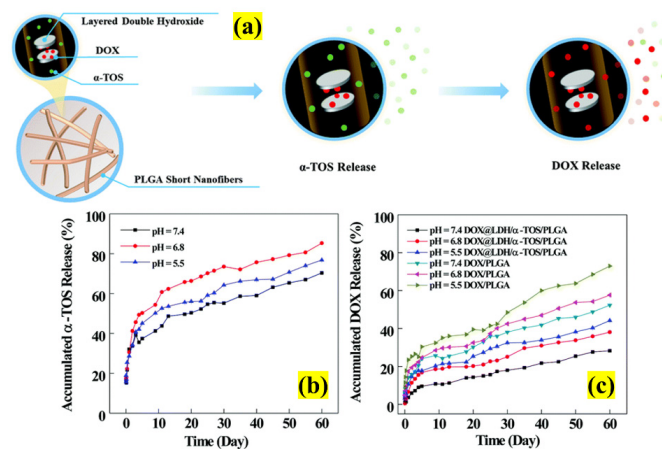 Layered Double Hydroxide
(a)
DOX
α-TOS
PLGA Short Nanofibers
α-TOS Release
DOX Release
Accumulated α-TOS Release (%)
100
80
60
40
20
0
pH = 7.4
pH = 6.8
pH = 5.5
(b)
0 10 20 30 40 50 60
Time (Day)
Accumulated DOX Release (%)
100
80
60
40
20
0
pH = 7.4 DOX@LDH/α-TOS/PLGA
pH = 6.8 DOX@LDH/α-TOS/PLGA
pH = 5.5 DOX@LDH/α-TOS/PLGA
pH = 7.4 DOX/PLGA
pH = 6.8 DOX/PLGA
pH = 5.5 DOX/PLGA
(c)
0 10 20 30 40 50 60
Time (Day)